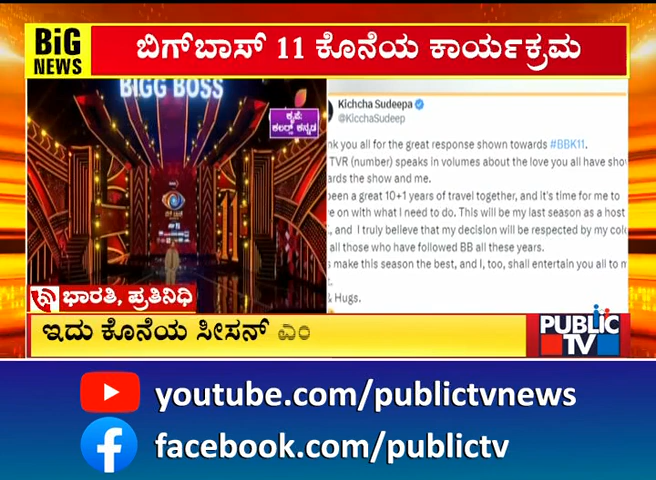 BiG NEWS
ಬಿಗ್‌ಬಾಸ್ 11 ಕೊನೆಯ ಕಾರ್ಯಕ್ರಮ
BIGG BOSS
ಕೃಪೆ:
ಕಲರ್ಸ್ ಕನ್ನಡ
Kichcha Sudeepa
@KicchaSudeep
nk you all for the great response shown towards #BBK11.
TVR (number) speaks in volumes about the love you all have show
ards the show and me.
been a great 10+1 years of travel together, and it's time for me to
e on with what I need to do. This will be my last season as a host
, and I truly believe that my decision will be respected by my colo
all those who have followed BB all these years.
s make this season the best, and I, too, shall entertain you all to m
& Hugs.
ಭಾರತಿ, ಪ್ರತಿನಿಧಿ
ಇದು ಕೊನೆಯ ಸೀಸನ್ ಎಂ
PUBLIC TV
youtube.com/publictvnews
facebook.com/publictv